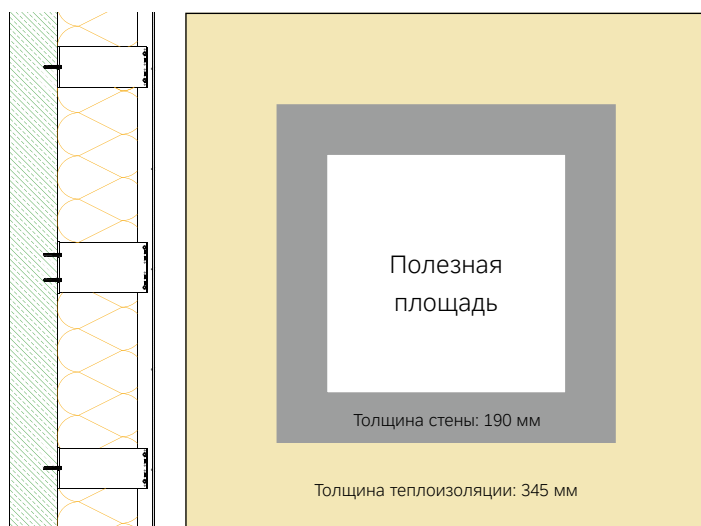 Полезная
площадь
Толщина стены: 190 мм
Толщина теплоизоляции: 345 мм